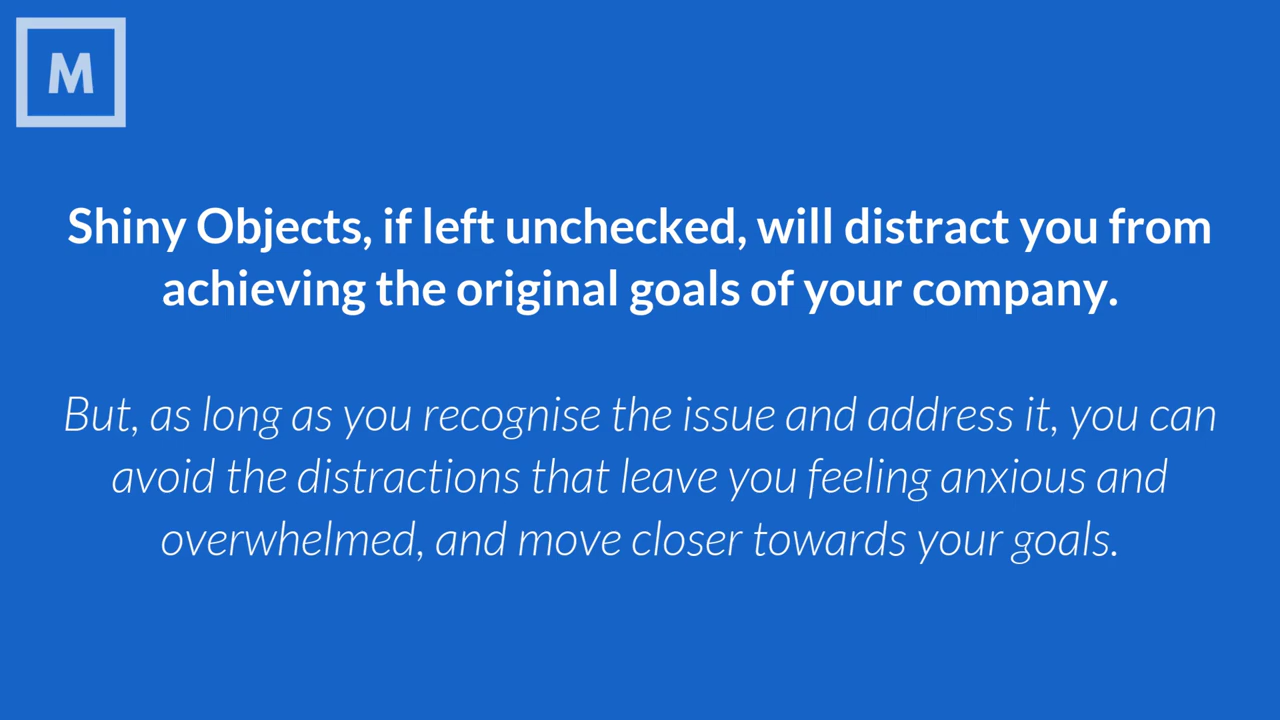 M
Shiny Objects, if left unchecked, will distract you from
achieving the original goals of your company.
But, as long as you recognise the issue and address it, you can
avoid the distractions that leave you feeling anxious and
overwhelmed, and move closer towards your goals.